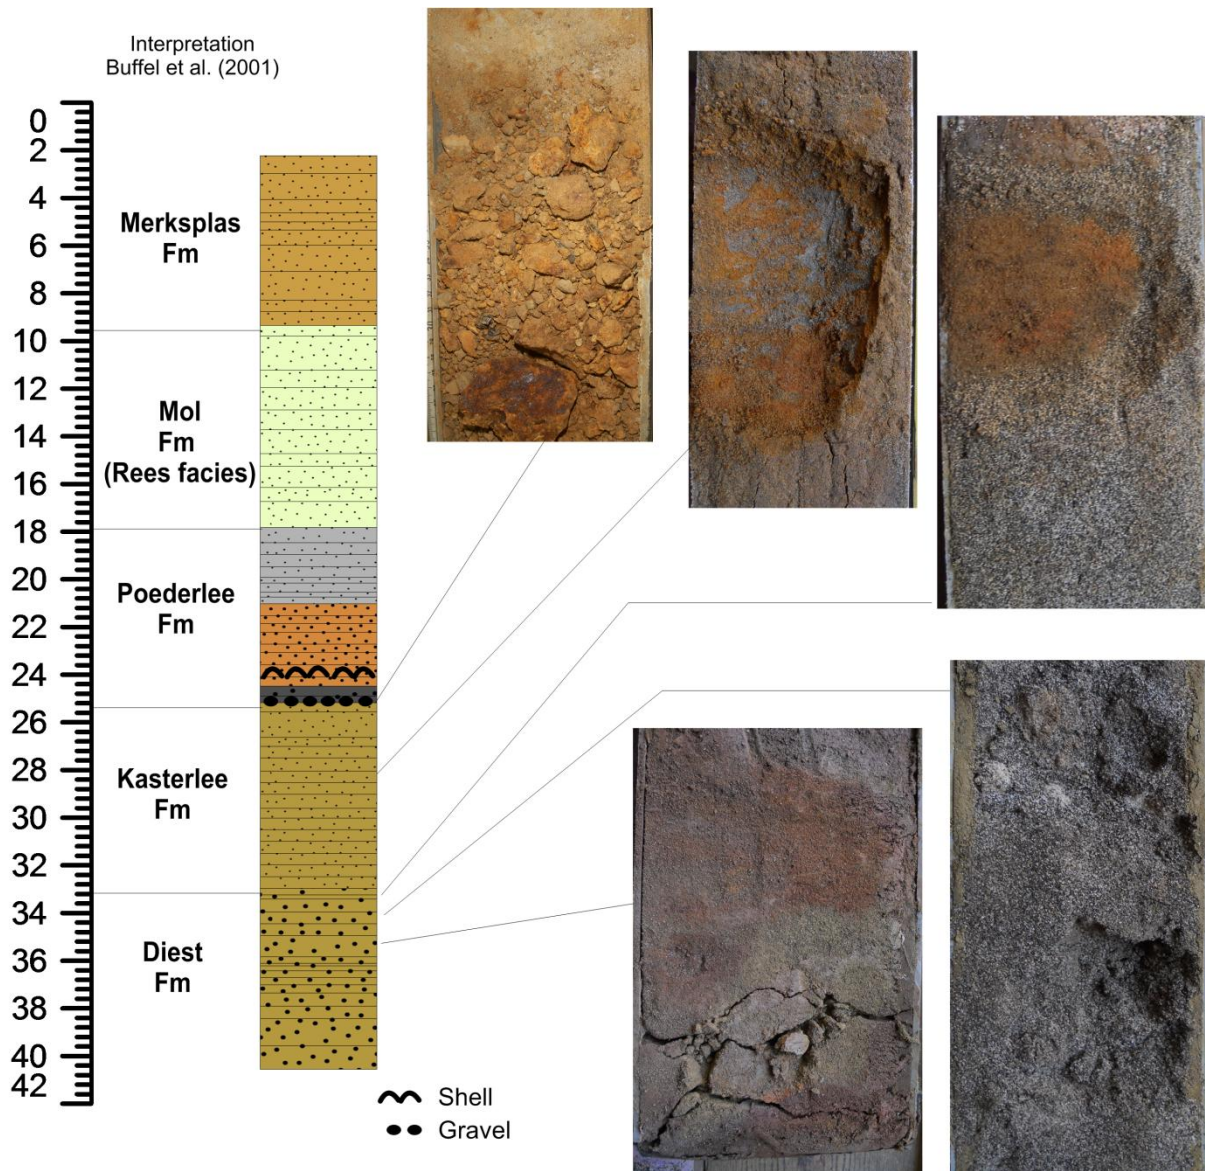 Interpretation
Buffel et al. (2001)
0
2
4
6
8
10
12
14
16
18
20
22
24
26
28
30
32
34
36
38
40
42
Merksplas
Fm
Mol
Fm
(Rees facies)
Poederlee
Fm
Kasterlee
Fm
Diest
Fm
Shell
Gravel